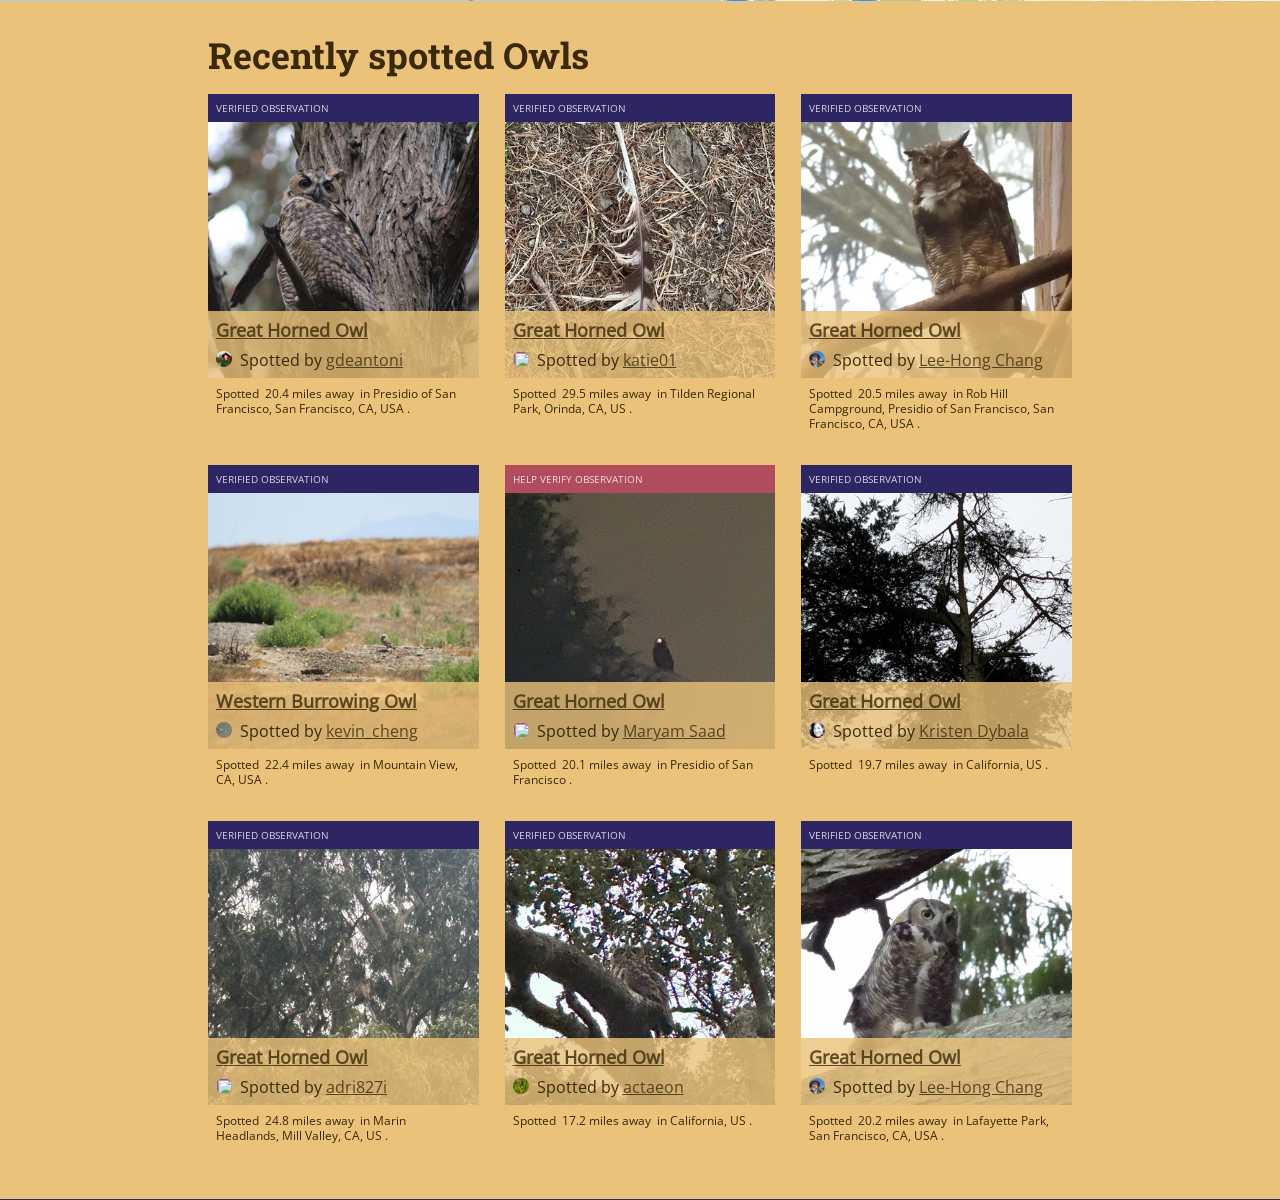 Recently spotted Owls
VERIFIED OBSERVATION
Great Horned Owl
Spotted by gdeantoni
Spotted 20.4 miles away in Presidio of San
Francisco, San Francisco, CA, USA .
VERIFIED OBSERVATION
Great Horned Owl
Spotted by katie01
Spotted 29.5 miles away in Tilden Regional
Park, Orinda, CA, US .
VERIFIED OBSERVATION
Great Horned Owl
Spotted by Lee-Hong Chang
Spotted 20.5 miles away in Rob Hill
Campground, Presidio of San Francisco, San
Francisco, CA, USA .
VERIFIED OBSERVATION
Western Burrowing Owl
Spotted by kevin_cheng
Spotted 22.4 miles away in Mountain View,
CA, USA .
HELP VERIFY OBSERVATION
Great Horned Owl
Spotted by Maryam Saad
Spotted 20.1 miles away in Presidio of San
Francisco .
VERIFIED OBSERVATION
Great Horned Owl
Spotted by Kristen Dybala
Spotted 19.7 miles away in California, US .
VERIFIED OBSERVATION
Great Horned Owl
Spotted by adri827i
Spotted 24.8 miles away in Marin
Headlands, Mill Valley, CA, US .
VERIFIED OBSERVATION
Great Horned Owl
Spotted by actaeon
Spotted 17.2 miles away in California, US .
VERIFIED OBSERVATION
Great Horned Owl
Spotted by Lee-Hong Chang
Spotted 20.2 miles away in Lafayette Park,
San Francisco, CA, USA .